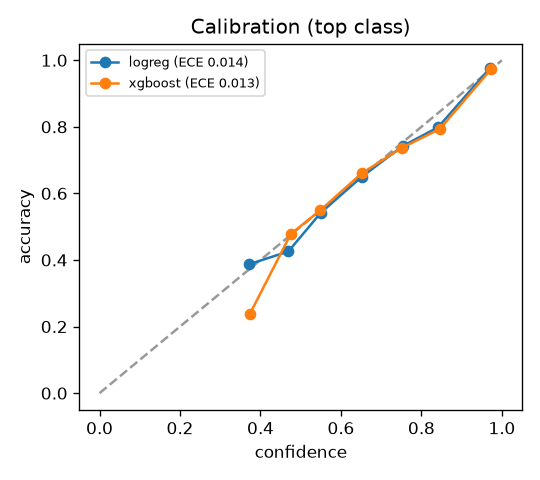 Calibration (top class)
logreg (ECE 0.014)
xgboost (ECE 0.013)
1.0
0.8
0.6
0.4
0.2
0.0
accuracy
0.0 0.2 0.4 0.6 0.8 1.0
confidence